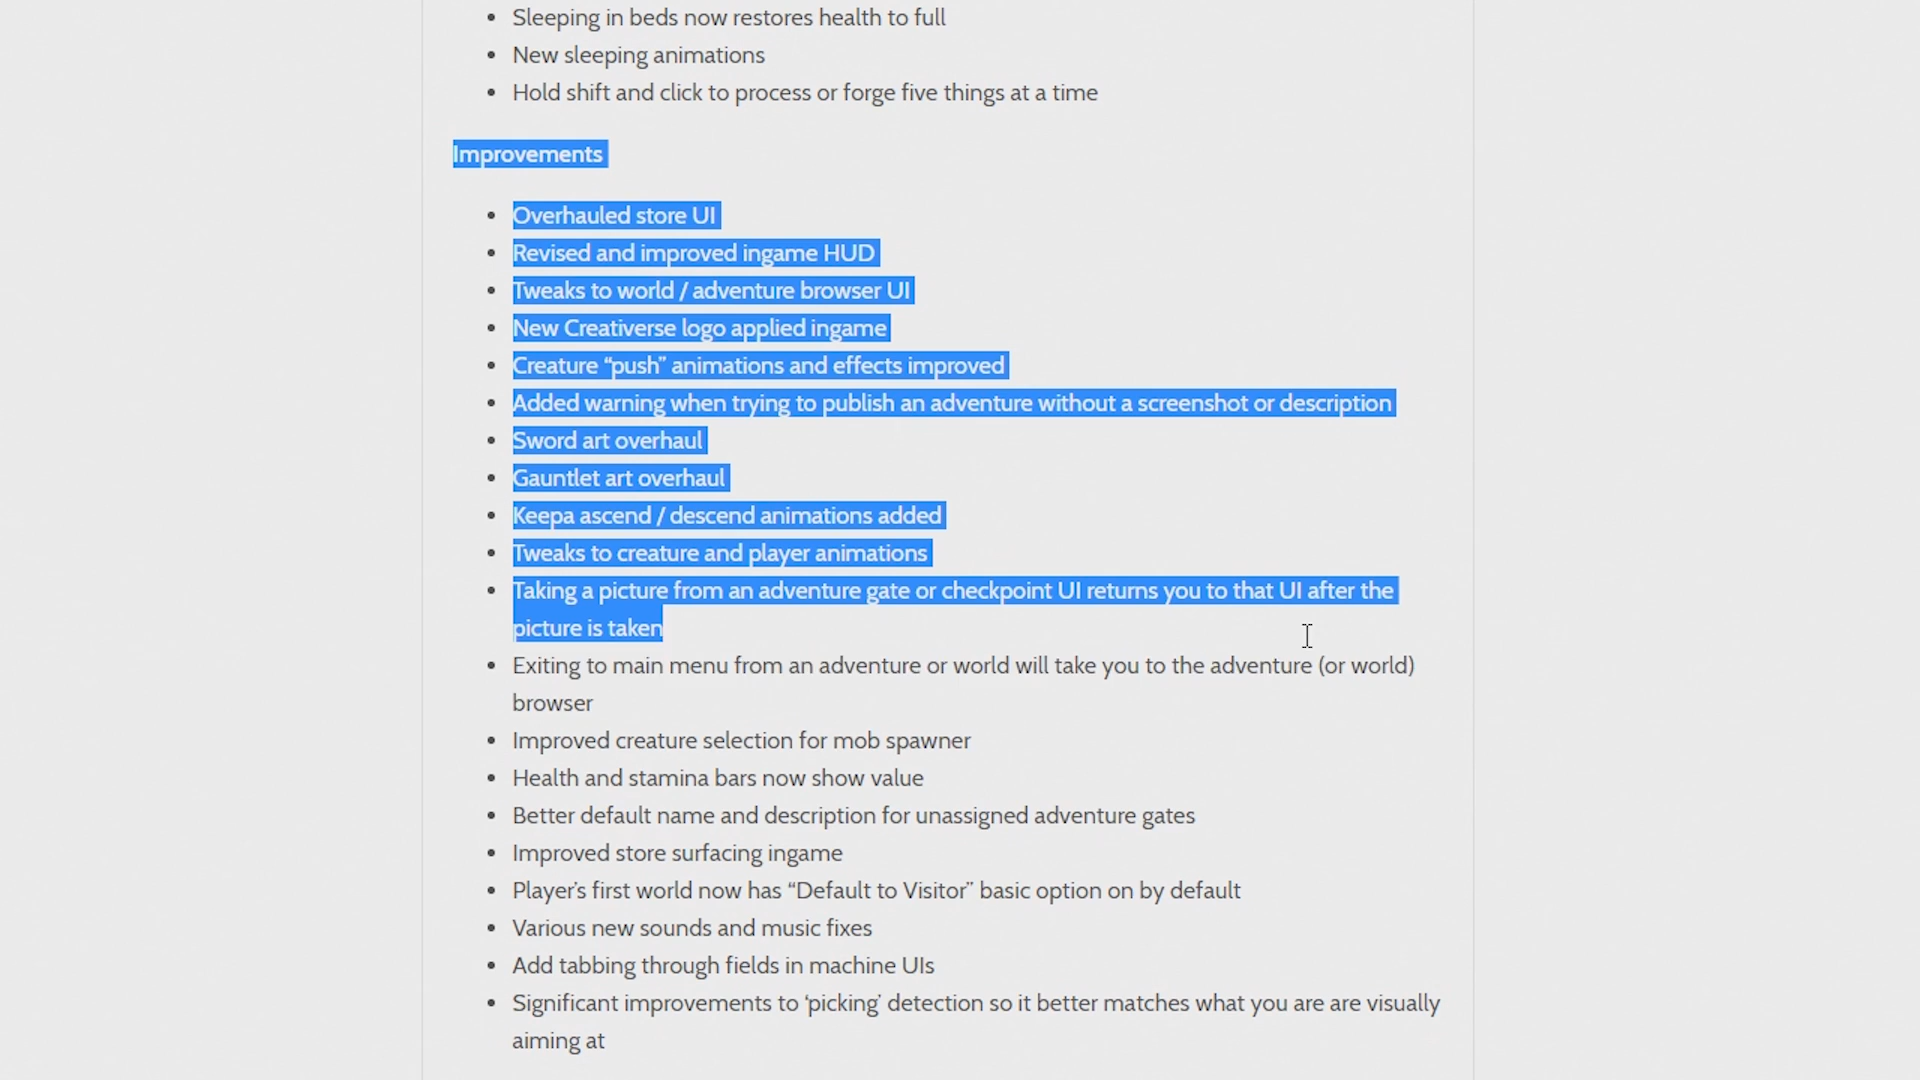 Sleeping in beds now restores health to full
New sleeping animations
Hold shift and click to process or forge five things at a time
Improvements
Overhauled store UI
Revised and improved ingame HUD
Tweaks to world / adventure browser UI
New Creativerse logo applied ingame
Creature “push” animations and effects improved
Added warning when trying to publish an adventure without a screenshot or description
Sword art overhaul
Gauntlet art overhaul
Keepa ascend / descend animations added
Tweaks to creature and player animations
Taking a picture from an adventure gate or checkpoint UI returns you to that UI after the
picture is taken
Exiting to main menu from an adventure or world will take you to the adventure (or world)
browser
Improved creature selection for mob spawner
Health and stamina bars now show value
Better default name and description for unassigned adventure gates
Improved store surfacing ingame
Player’s first world now has “Default to Visitor” basic option on by default
Various new sounds and music fixes
Add tabbing through fields in machine UIs
Significant improvements to ‘picking’ detection so it better matches what you are are visually
aiming at